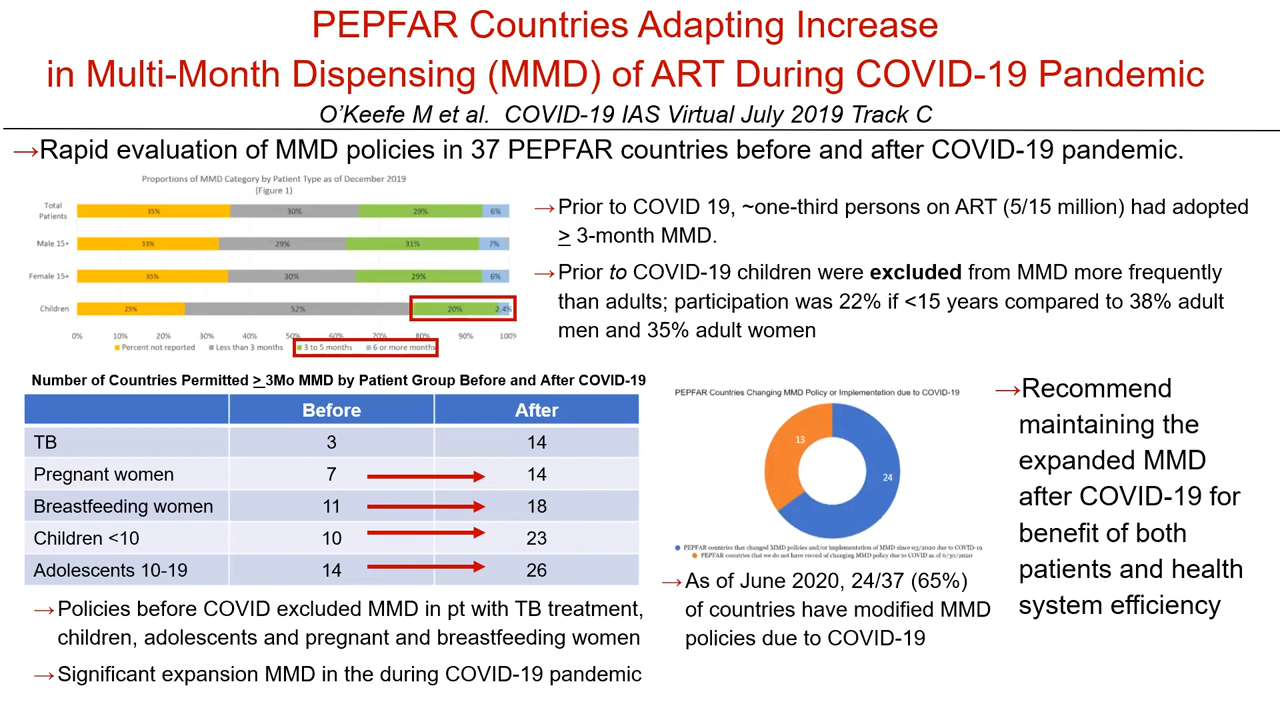 PEPFAR Countries Adapting Increase
in Multi-Month Dispensing (MMD) of ART During COVID-19 Pandemic
O'Keefe M et al. COVID-19 IAS Virtual July 2019 Track C
→Rapid evaluation of MMD policies in 37 PEPFAR countries before and after COVID-19 pandemic.
Proportions of MMD Category by Patient Type as of December 2019
(Figure 1)
Total
Patients
35% 30% 29% 6%
Male 15+ 33% 29% 31% 7%
Female 15+ 35% 30% 29% 6%
Children 25% 52% 20% 2.4%
0% 10% 20% 30% 40% 50% 60% 70% 80% 90% 100%
Percent not reported Less than 3 months 3 to 5 months 6 or more months
→Prior to COVID 19, ~one-third persons on ART (5/15 million) had adopted
> 3-month MMD.
→Prior to COVID-19 children were excluded from MMD more frequently
than adults; participation was 22% if <15 years compared to 38% adult
men and 35% adult women
Number of Countries Permitted > 3Mo MMD by Patient Group Before and After COVID-19
Before After
TB 3 14
Pregnant women 7 14
Breastfeeding women 11 18
Children <10 10 23
Adolescents 10-19 14 26
→Policies before COVID excluded MMD in pt with TB treatment,
children, adolescents and pregnant and breastfeeding women
→Significant expansion MMD in the during COVID-19 pandemic
PEPFAR Countries Changing MMD Policy or Implementation due to COVID-19
13
24
PEPFAR countries that changed MMD policies and/or implementation of MMD since 03/2020 due to COVID-19
PEPFAR countries that we do not have record of changing MMD policy due to COVID as of 6/30/2020
→As of June 2020, 24/37 (65%)
of countries have modified MMD
policies due to COVID-19
→Recommend
maintaining the
expanded MMD
after COVID-19 for
benefit of both
patients and health
system efficiency